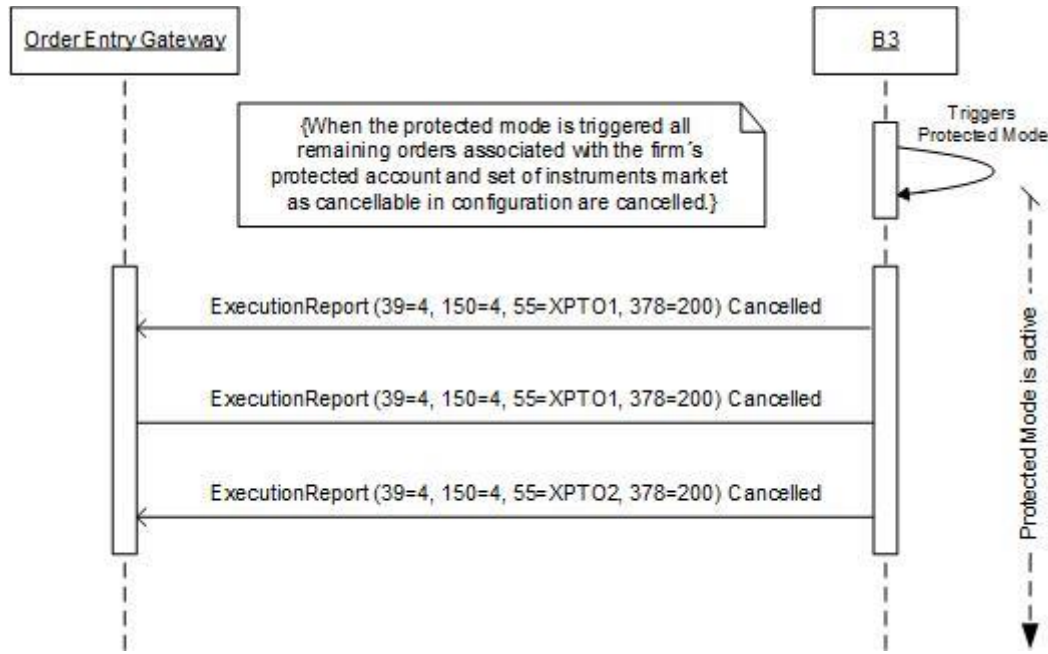 Order Entry Gateway
B3
Triggers
Protected Mode
{When the protected mode is triggered all
remaining orders associated with the firm´s
protected account and set of instruments market
as cancellable in configuration are cancelled.}
ExecutionReport (39=4, 150=4, 55=XPTO1, 378=200) Cancelled
ExecutionReport (39=4, 150=4, 55=XPTO1, 378=200) Cancelled
ExecutionReport (39=4, 150=4, 55=XPTO2, 378=200) Cancelled
Protected Mode is active